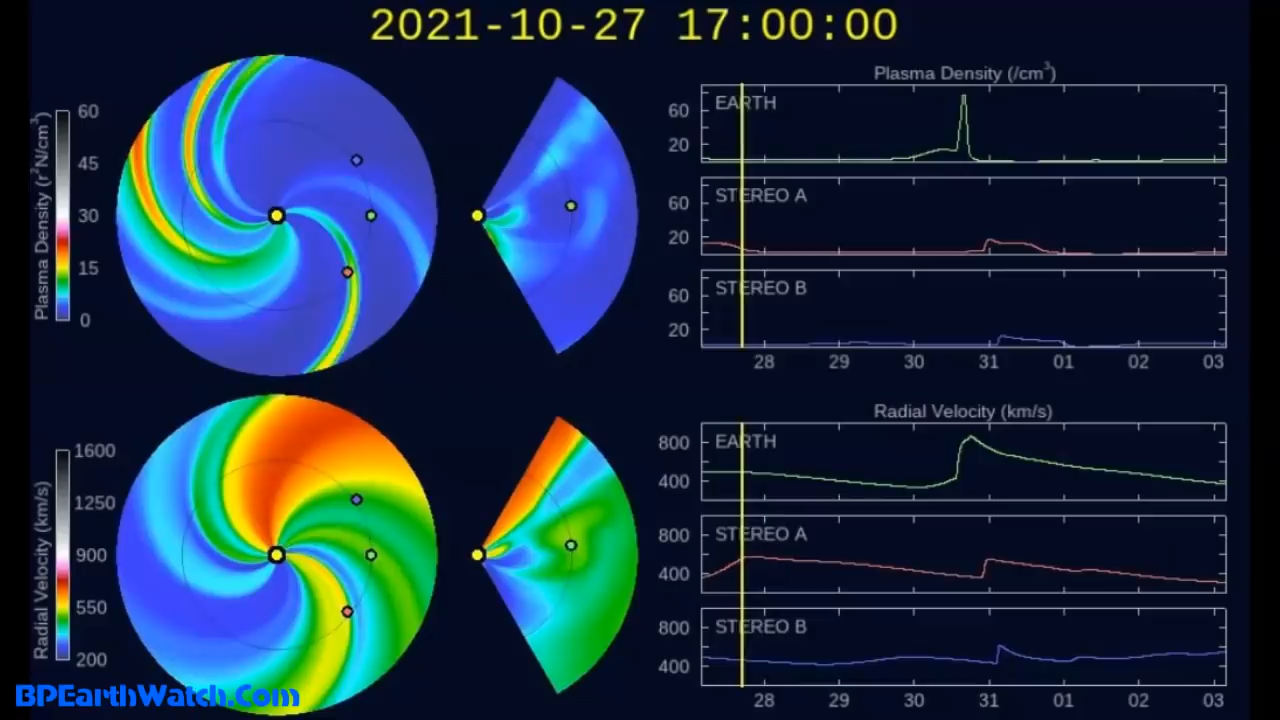 2021-10-27 17:00:00
Plasma Density (r²N/cm³)
60
45
30
15
0
Plasma Density (/cm³)
EARTH
60
20
STEREO A
60
20
STEREO B
60
20
28 29 30 31 01 02 03
Radial Velocity (km/s)
1600
1250
900
550
200
Radial Velocity (km/s)
EARTH
800
400
STEREO A
800
400
STEREO B
800
400
28 29 30 31 01 02 03
BPEarthWatch.Com